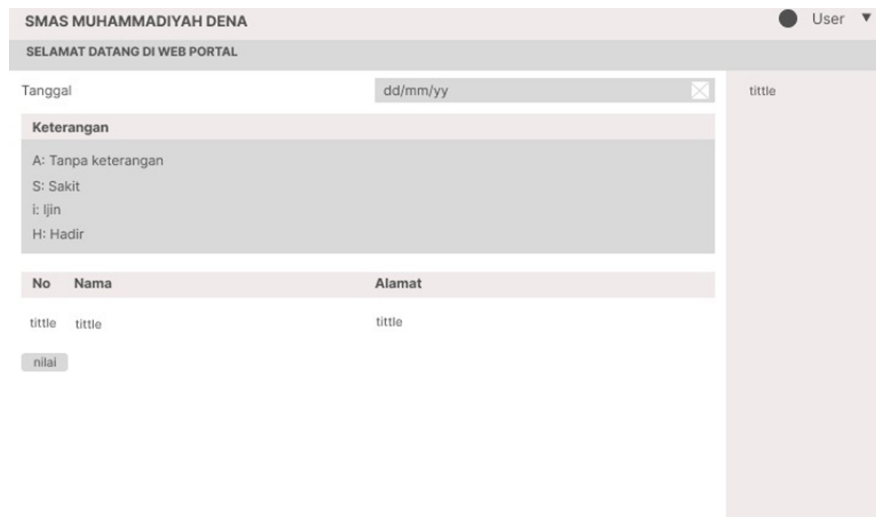 SMAS MUHAMMADIYAH DENA
User
SELAMAT DATANG DI WEB PORTAL
Tanggal
dd/mm/yy
tittle
Keterangan
A: Tanpa keterangan
S: Sakit
i: Ijin
H: Hadir
No Nama Alamat
tittle tittle tittle
nilai